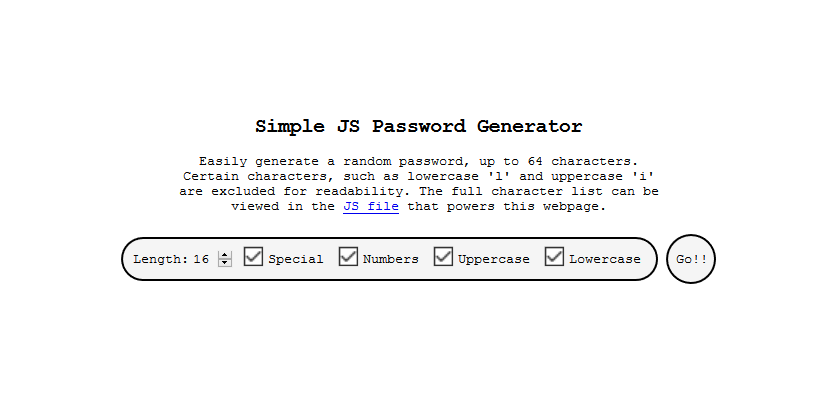 Simple JS Password Generator
Easily generate a random password, up to 64 characters.
Certain characters, such as lowercase 'l' and uppercase 'i'
are excluded for readability. The full character list can be
viewed in the JS file that powers this webpage.
Length: 16 Special Numbers Uppercase Lowercase Go!!